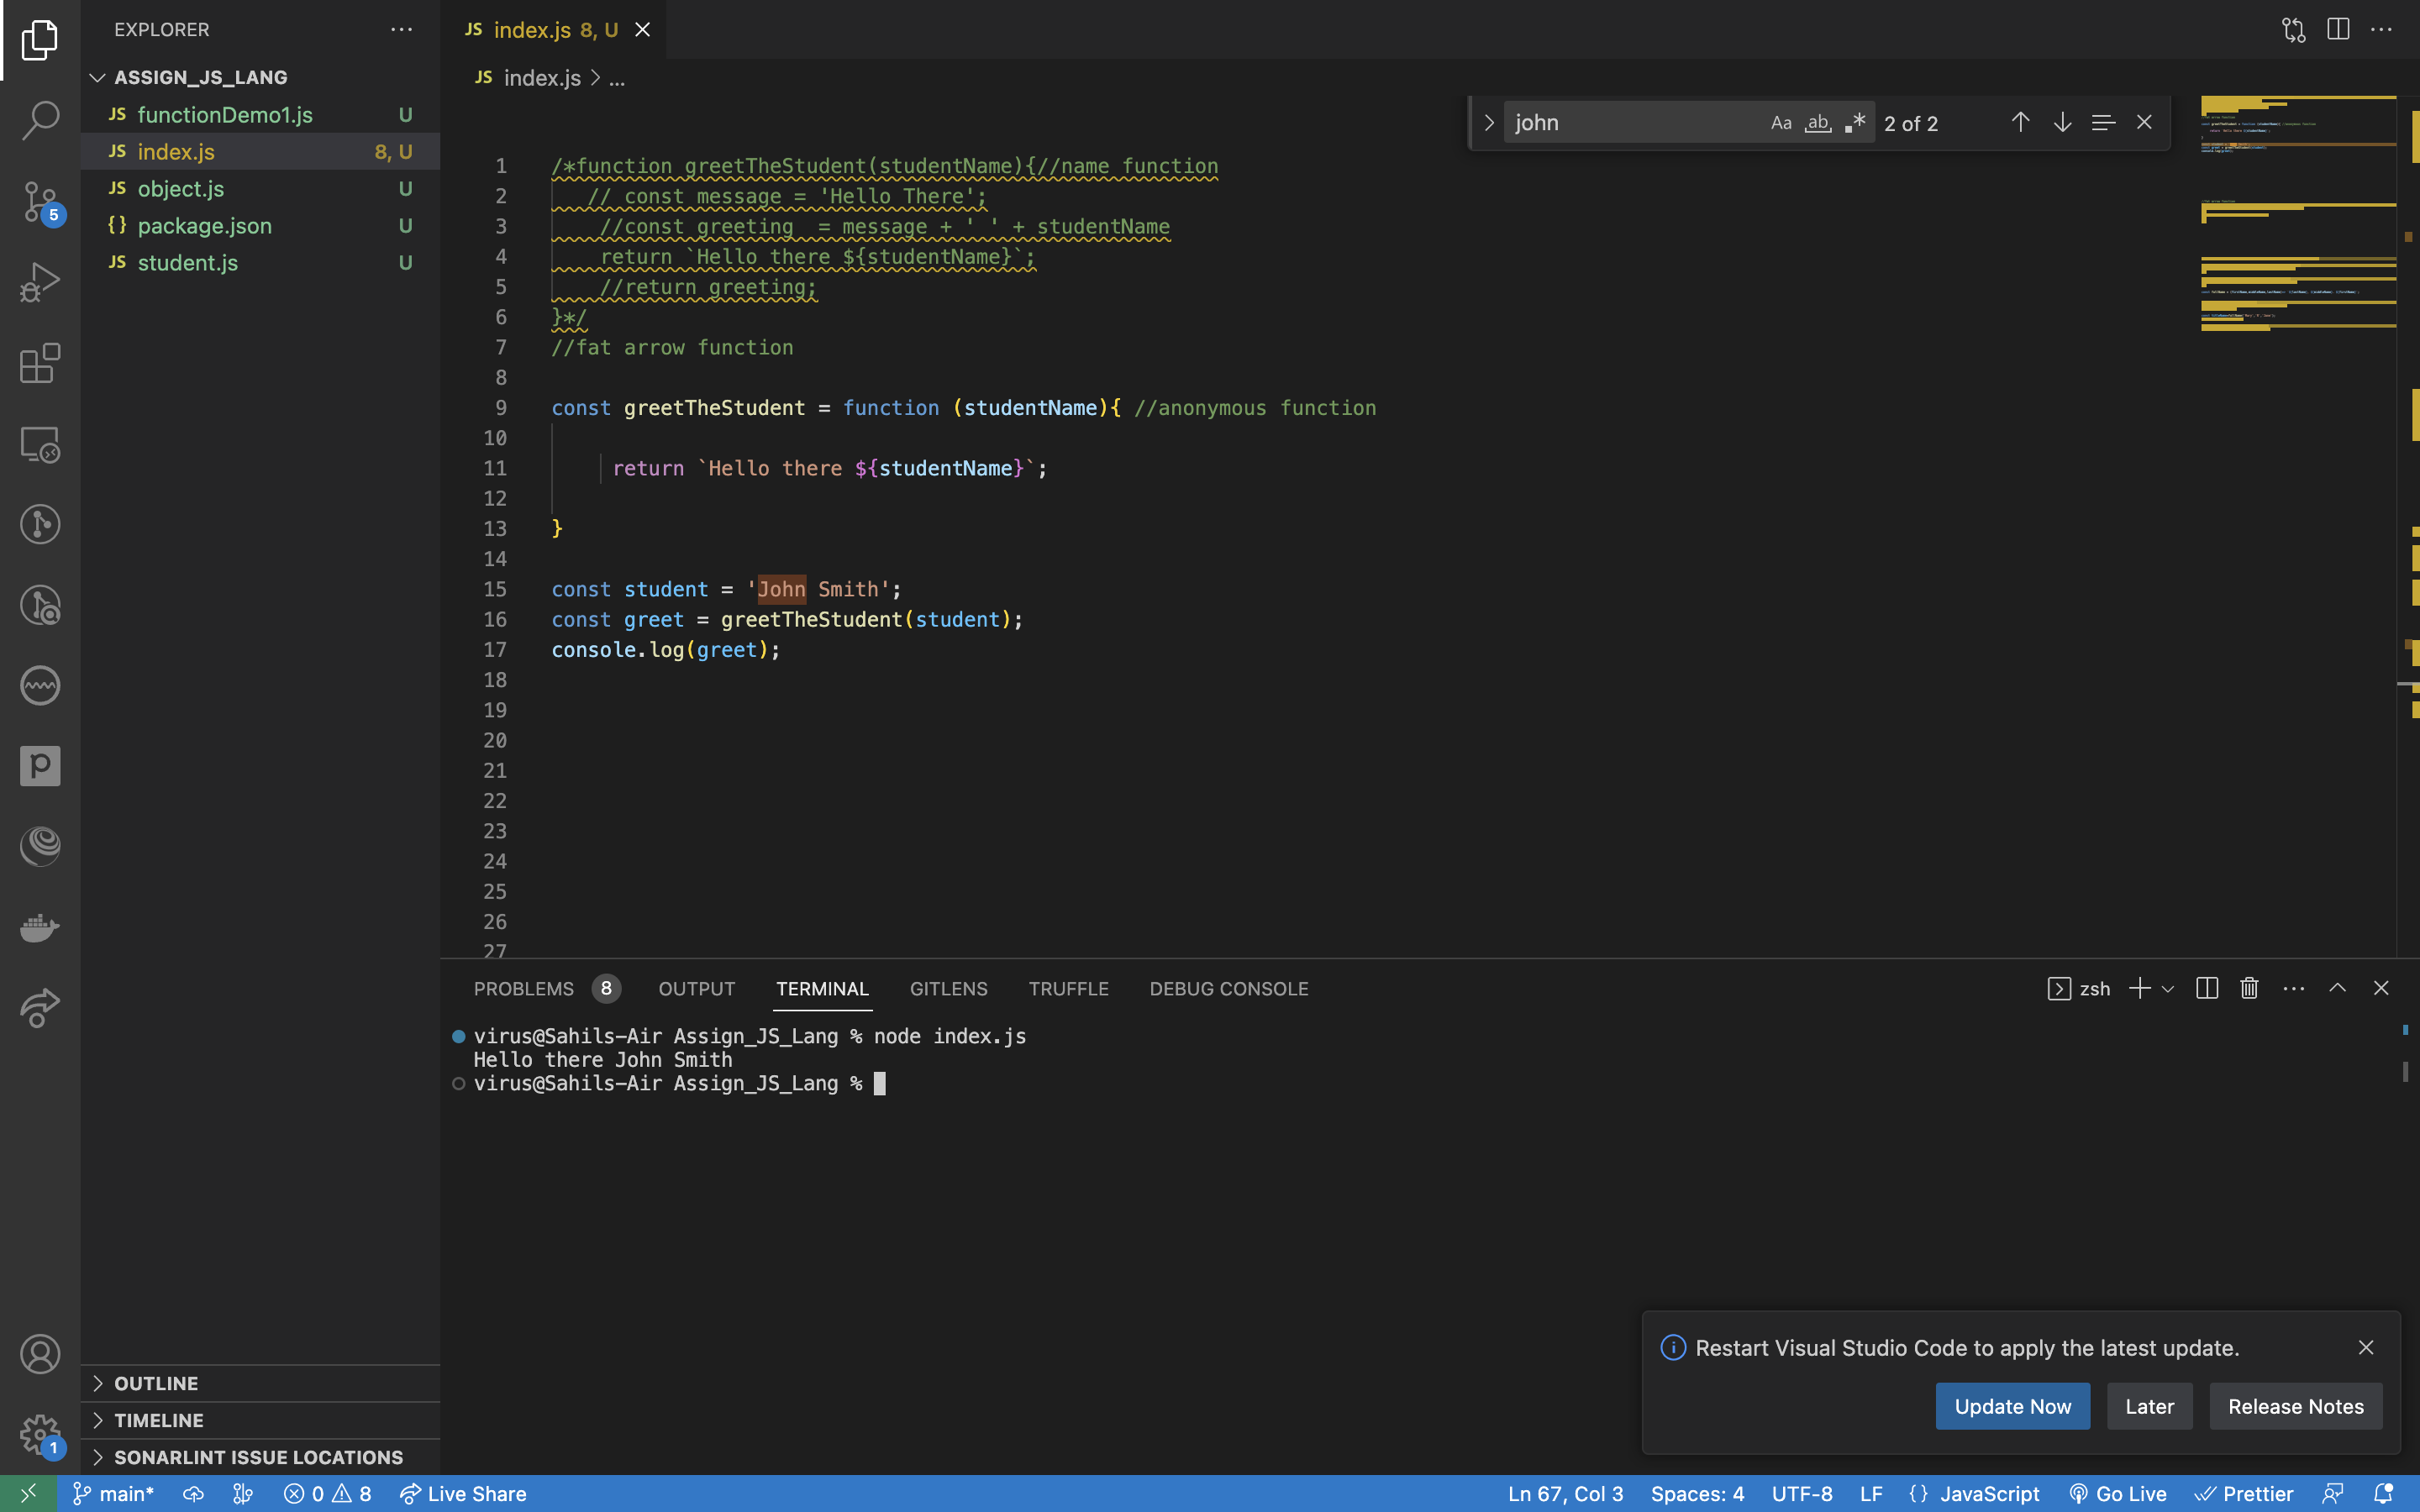 EXPLORER
JS index.js 8, U
ASSIGN_JS_LANG
JS index.js > ...
JS functionDemo1.js U
JS index.js 8, U
JS object.js U
{} package.json U
JS student.js U
john Aa ab .* 2 of 2
1 /*function greetTheStudent(studentName){//name function
2 // const message = 'Hello There';
3 //const greeting  = message + ' ' + studentName
4 return `Hello there ${studentName}`;
5 //return greeting;
6 }*/
7 //fat arrow function
8
9 const greetTheStudent = function (studentName){ //anonymous function
10
11 return `Hello there ${studentName}`;
12
13 }
14
15 const student = 'John Smith';
16 const greet = greetTheStudent(student);
17 console.log(greet);
18
19
20
21
22
23
24
25
26
27
5
PROBLEMS 8 OUTPUT TERMINAL GITLENS TRUFFLE DEBUG CONSOLE zsh
virus@Sahils-Air Assign_JS_Lang % node index.js
Hello there John Smith
virus@Sahils-Air Assign_JS_Lang %
Restart Visual Studio Code to apply the latest update.
Update Now Later Release Notes
OUTLINE
TIMELINE
SONARLINT ISSUE LOCATIONS
1
main* 0 8 Live Share Ln 67, Col 3 Spaces: 4 UTF-8 LF {} JavaScript Go Live Prettier